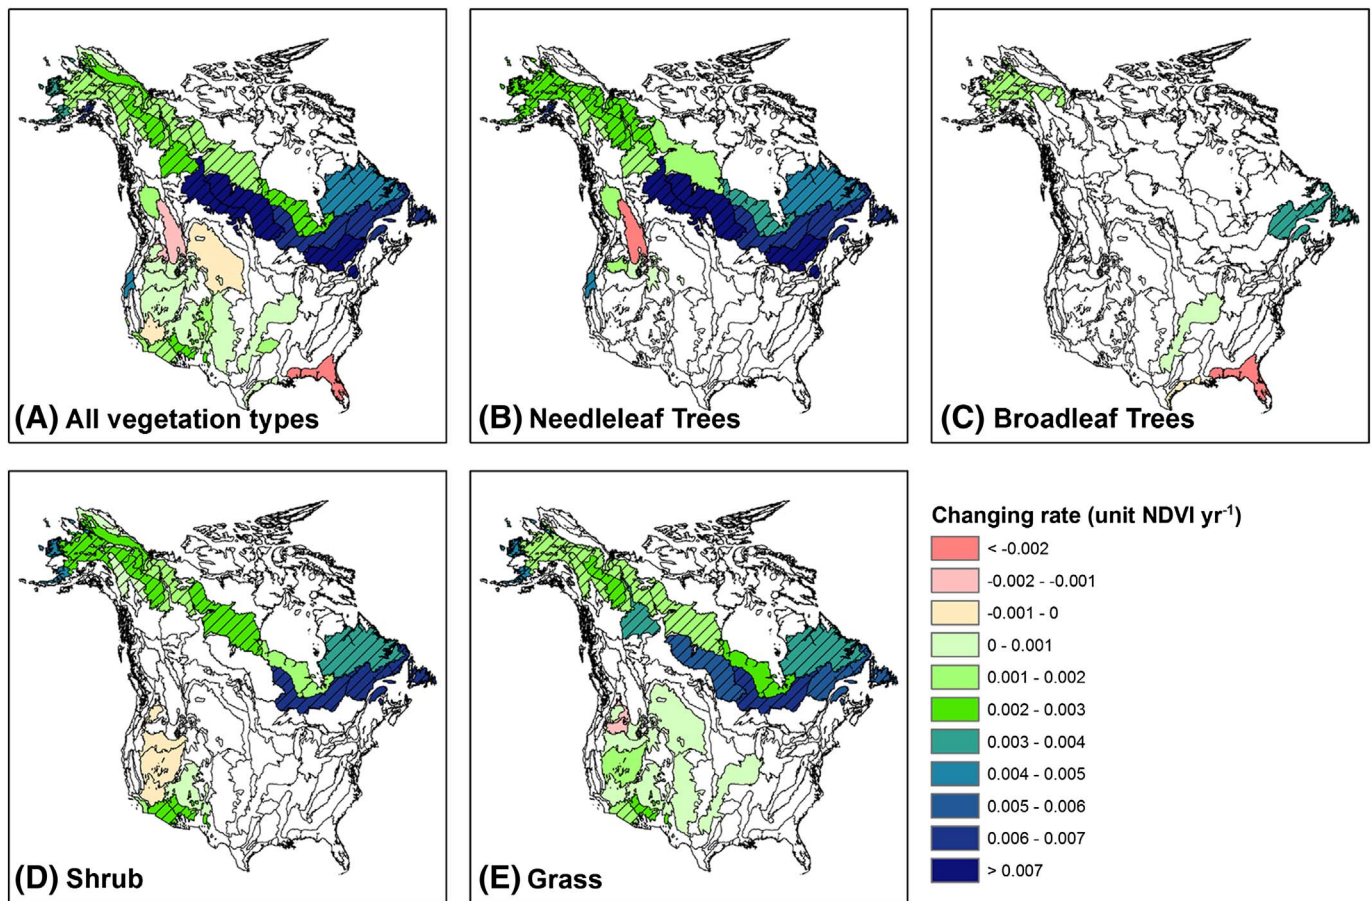 (A) All vegetation types
(B) Needleleaf Trees
(C) Broadleaf Trees
(D) Shrub
(E) Grass
Changing rate (unit NDVI yr⁻¹)
< -0.002
-0.002 - -0.001
-0.001 - 0
0 - 0.001
0.001 - 0.002
0.002 - 0.003
0.003 - 0.004
0.004 - 0.005
0.005 - 0.006
0.006 - 0.007
> 0.007